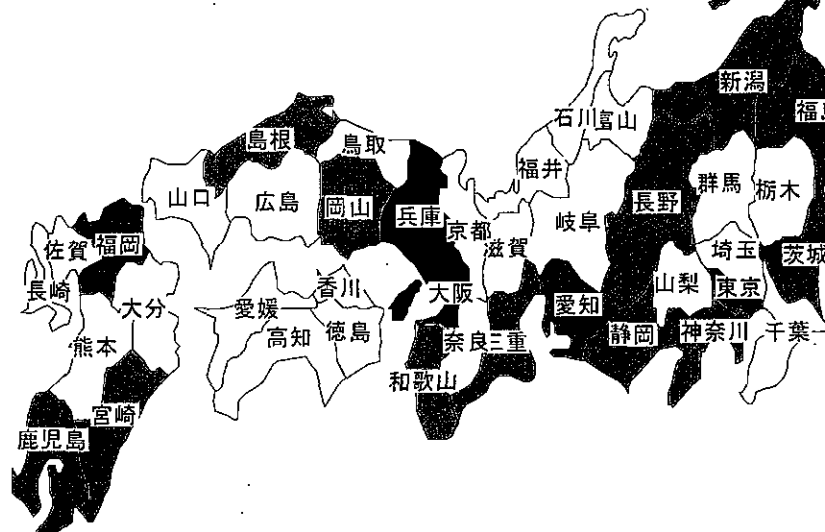 新潟
福島
石川
富山
島根
鳥取
福井
群馬
栃木
山口
広島
岡山
兵庫
京都
岐阜
長野
滋賀
埼玉
茨城
佐賀
福岡
長崎
大分
香川
大阪
愛知
山梨
東京
愛媛
高知
徳島
奈良
三重
静岡
神奈川
千葉
熊本
和歌山
宮崎
鹿児島